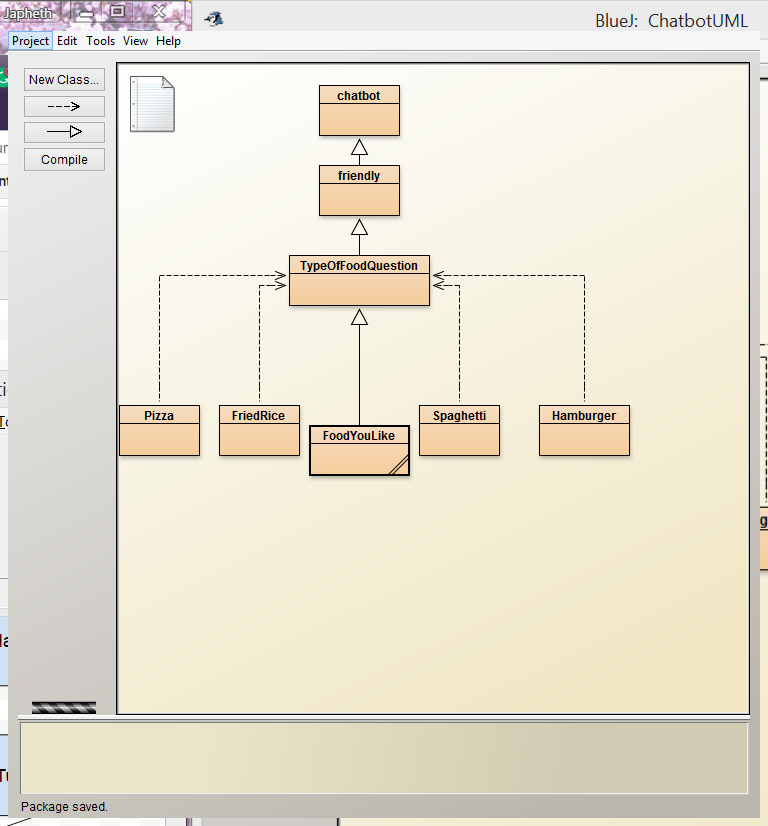 Japheth
BlueJ: ChatbotUML
Project Edit Tools View Help
New Class...
Compile
chatbot
friendly
TypeOfFoodQuestion
Pizza
FriedRice
FoodYouLike
Spaghetti
Hamburger
Package saved.